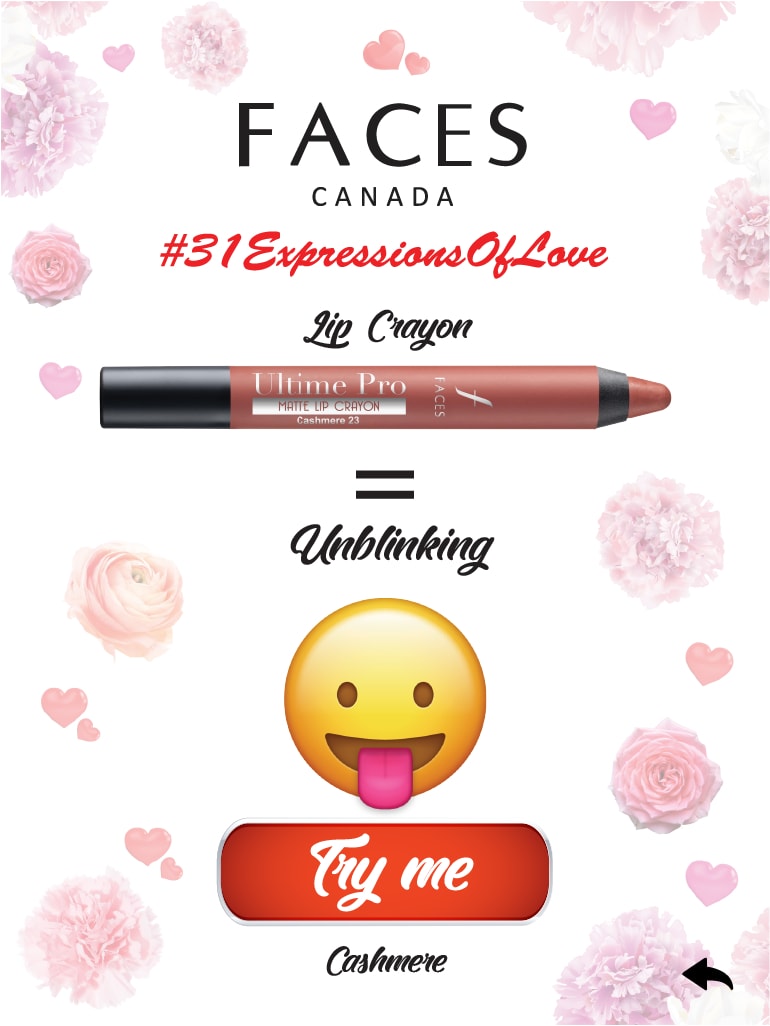 FACES
CANADA
#31ExpressionsOfLove
Lip Crayon
Ultime Pro
MATTE LIP CRAYON
Cashmere 23
FACES
=
Unblinking
Try me
Cashmere